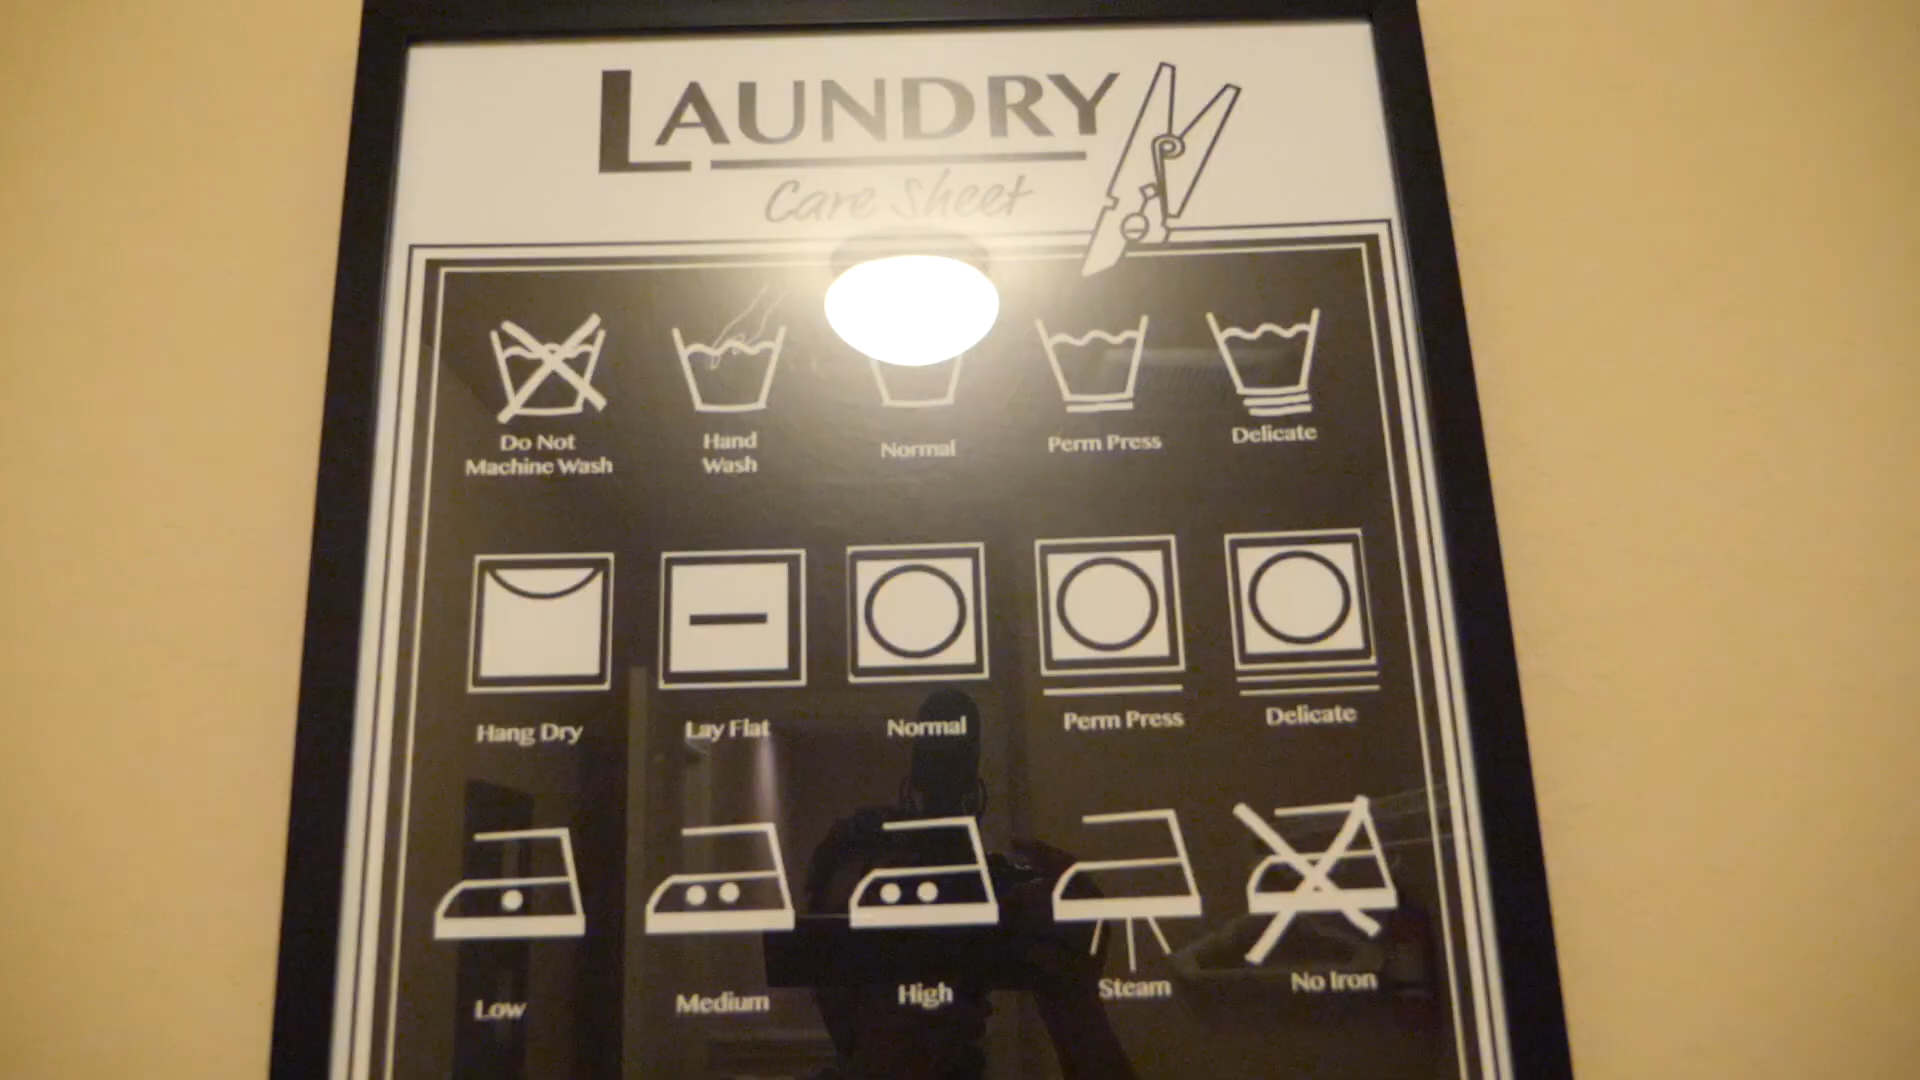 LAUNDRY
Care Sheet
Do Not
Machine Wash
Hand
Wash
Normal
Perm Press
Delicate
Hang Dry
Lay Flat
Normal
Perm Press
Delicate
Low
Medium
High
Steam
No Iron